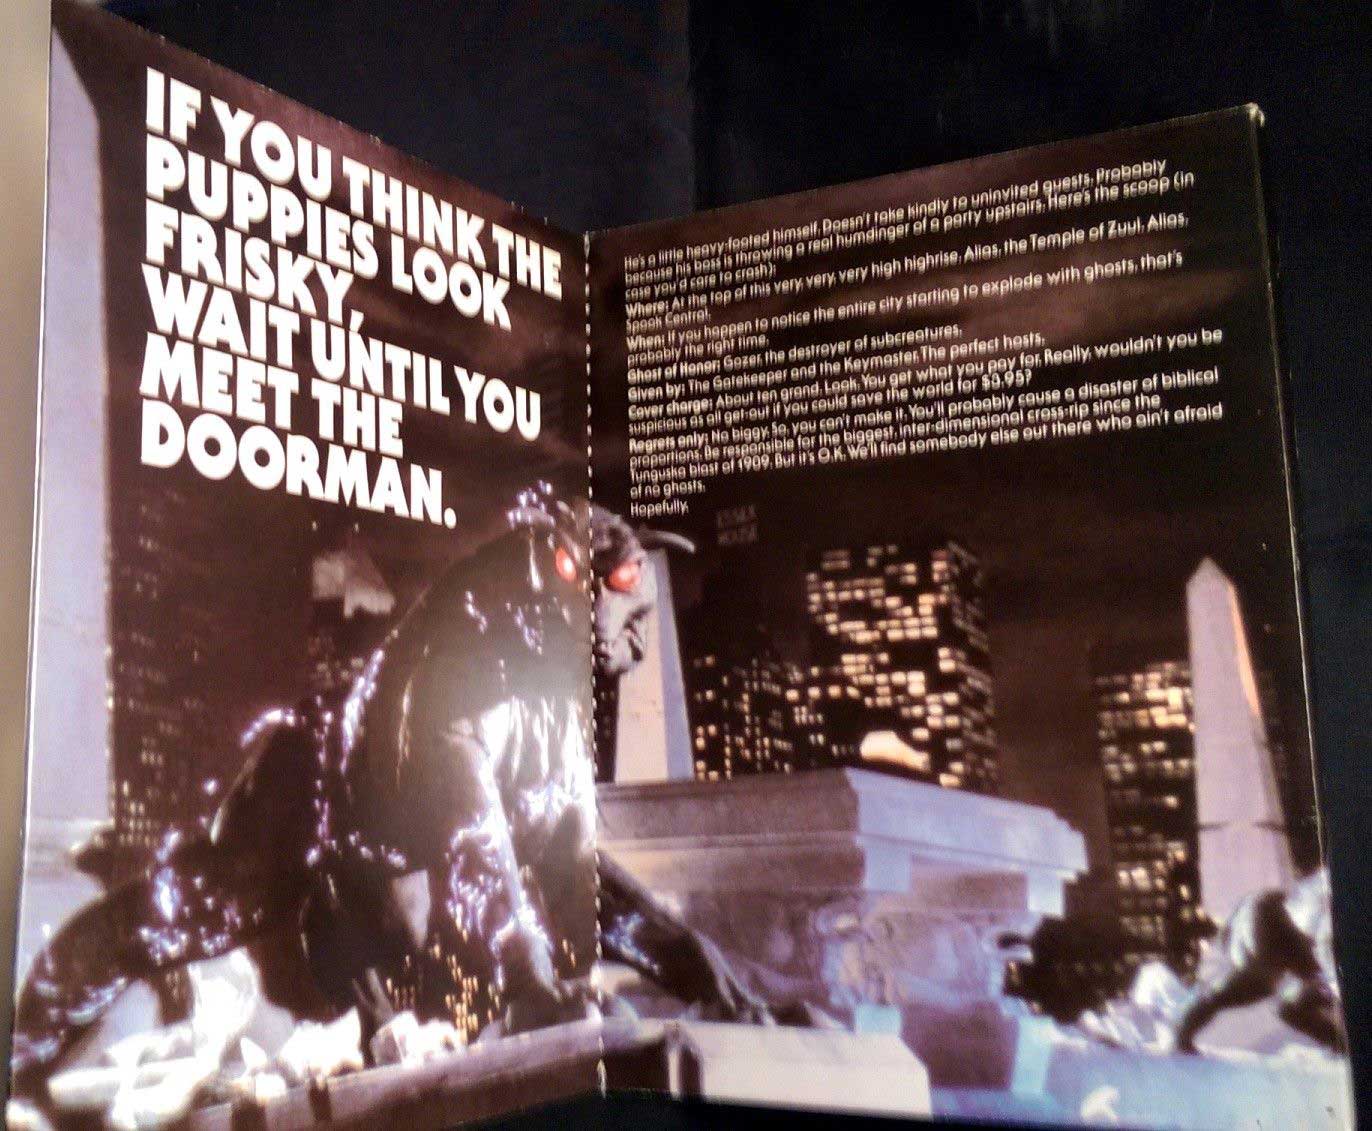 IF YOU THINK THE
PUPPIES LOOK
FRISKY,
WAIT UNTIL YOU
MEET THE
DOORMAN.
He's a little heavy-footed himself. Doesn't take kindly to uninvited guests. Probably
because his boss is throwing a real humdinger of a party upstairs. Here's the scoop (in
case you'd care to crash):
Where: At the top of this very, very, very high highrise. Alias, the Temple of Zuul. Alias,
Spook Central.
When: If you happen to notice the entire city starting to explode with ghosts, that's
probably the right time.
Guest of Honor: Gozer, the destroyer of subcreatures.
Given by: The Gatekeeper and the Keymaster. The perfect hosts.
Cover charge: About ten grand. Look. You get what you pay for. Really, wouldn't you be
suspicious as all get-out if you could save the world for $0.95?
Regrets only: No biggy. So, you can't make it. You'll probably cause a disaster of biblical
proportions. Be responsible for the biggest, inter-dimensional cross-rip since the
Tunguska blast of 1909. But it's O.K. We'll find somebody else out there who ain't afraid
of no ghosts.
Hopefully.
ESSEX
HOUSE